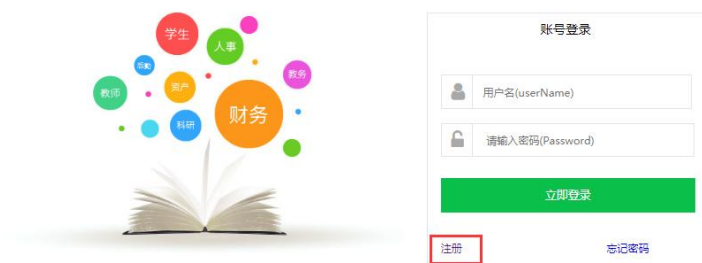 学生
人事
后勤
教务
教师
资产
财务
科研
账号登录
用户名(userName)
请输入密码(Password)
立即登录
注册
忘记密码